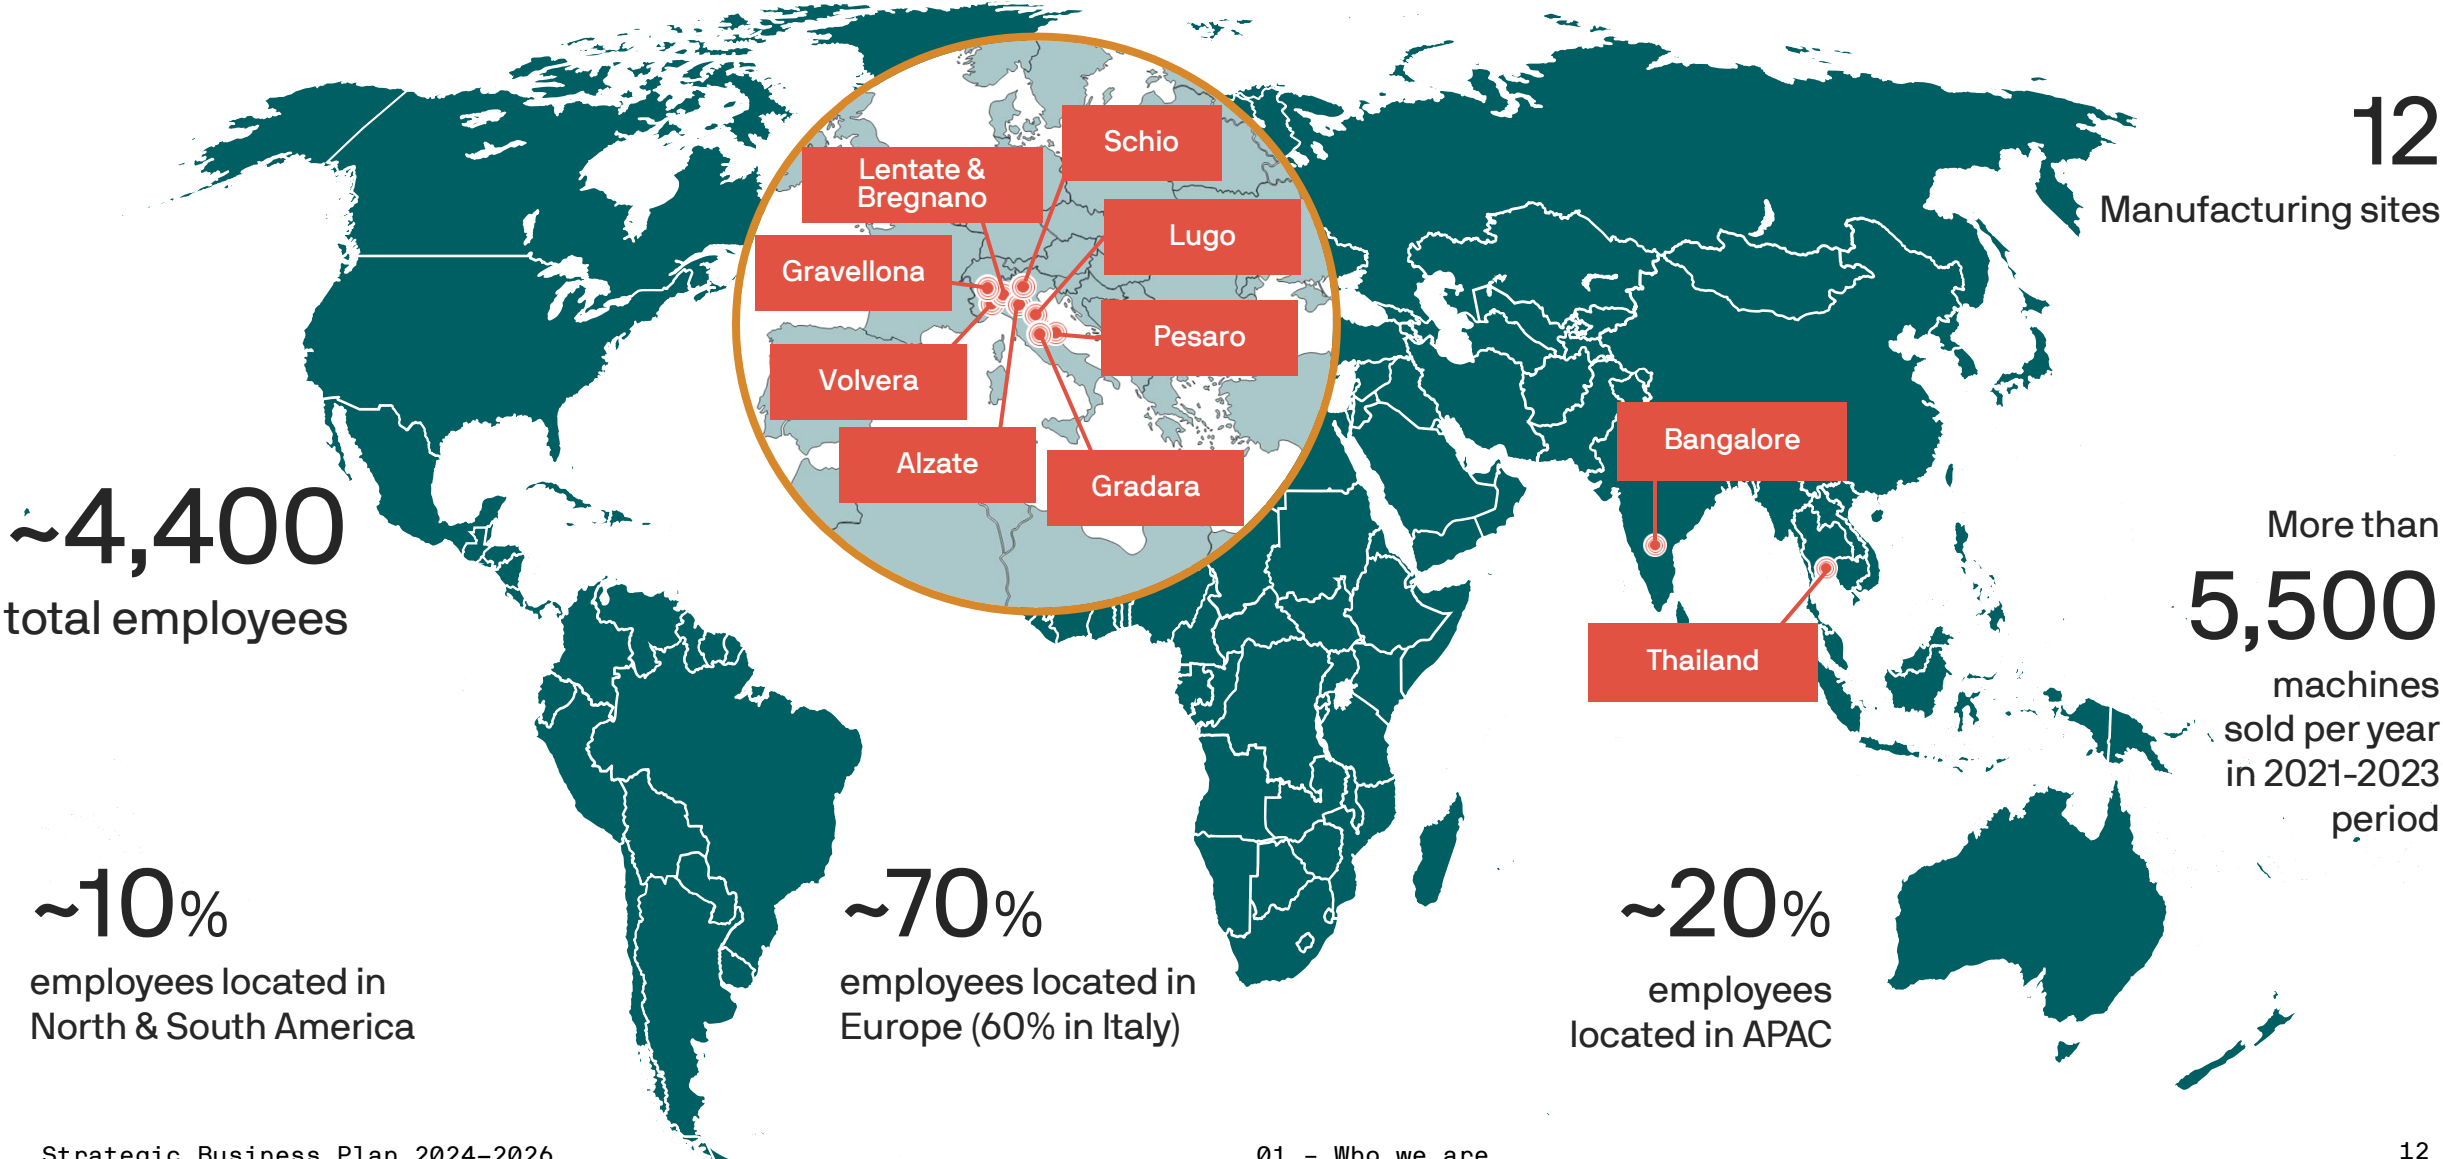 12
Manufacturing sites
Schio
Lentate &
Bregnano
Lugo
Gravellona
Pesaro
Volvera
Alzate
Gradara
Bangalore
Thailand
~4,400
total employees
More than
5,500
machines
sold per year
in 2021-2023
period
~10%
employees located in
North & South America
~70%
employees located in
Europe (60% in Italy)
~20%
employees
located in APAC
Strategic Business Plan 2024-2026
01 - Who we are
12